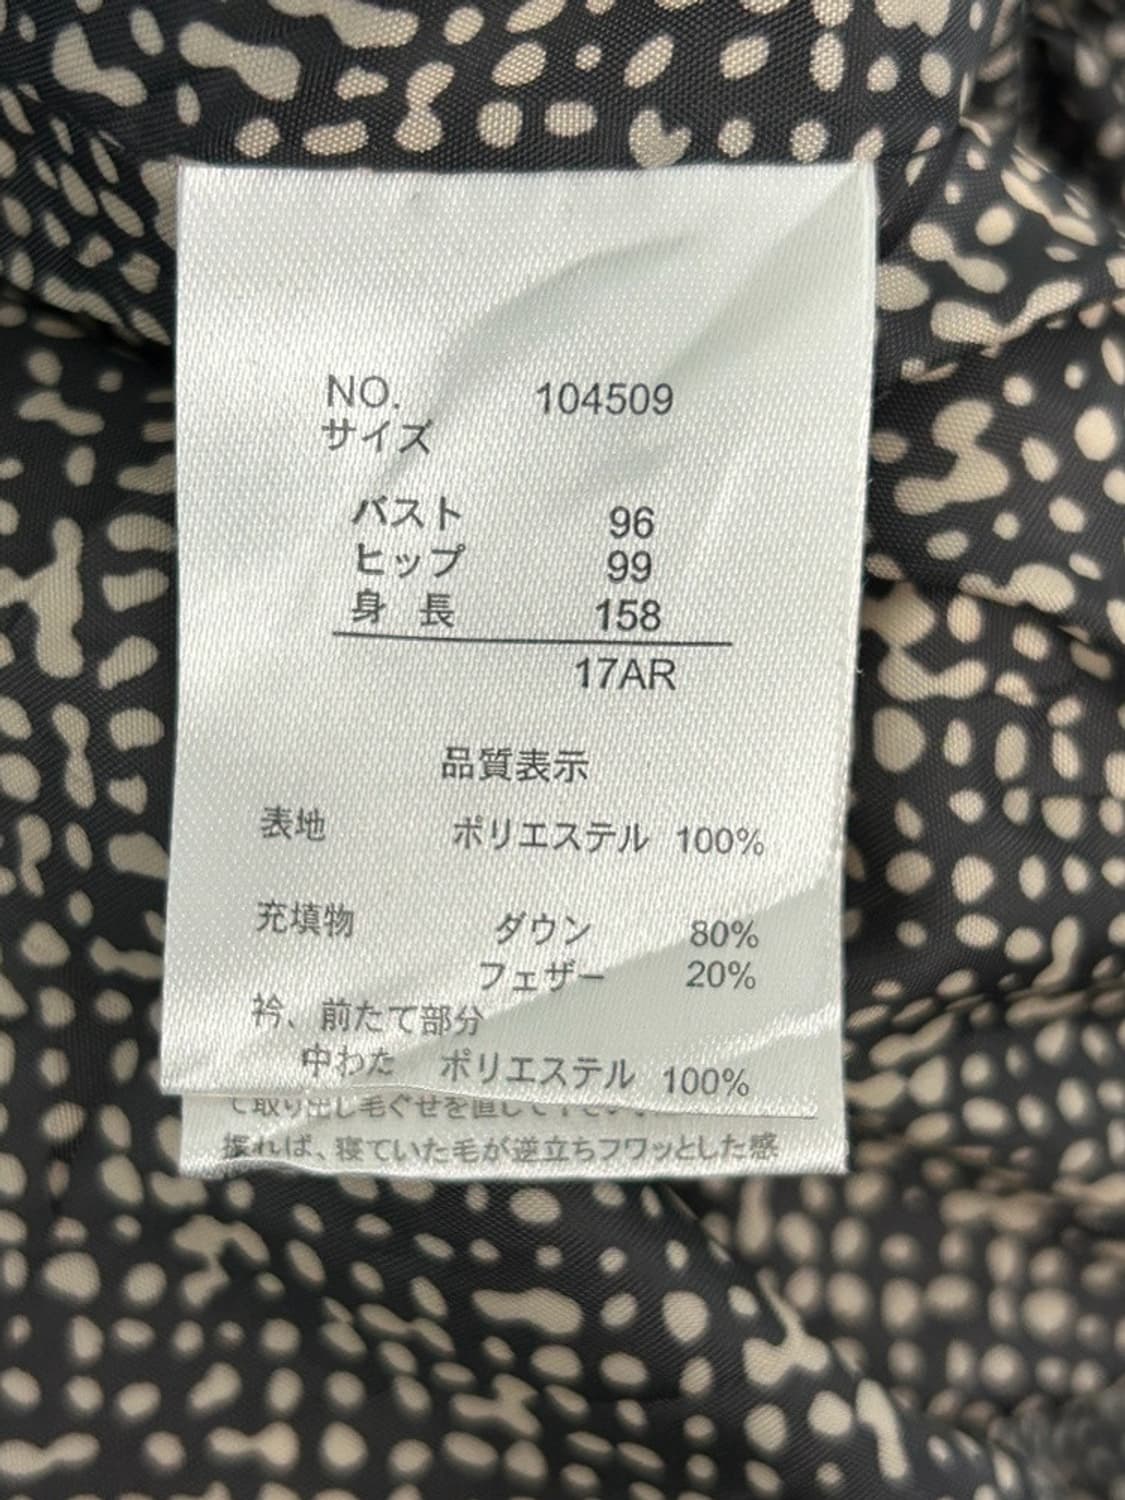 NO. 104509
サイズ
バスト 96
ヒップ 99
身 長 158
17AR
品質表示
表地 ポリエステル 100%
充填物 ダウン 80%
フェザー 20%
衿、前たて部分
中わた ポリエステル 100%
て取り出し毛ぐせを直して下さい。
振れば、寝ていた毛が逆立ちフワッとした感